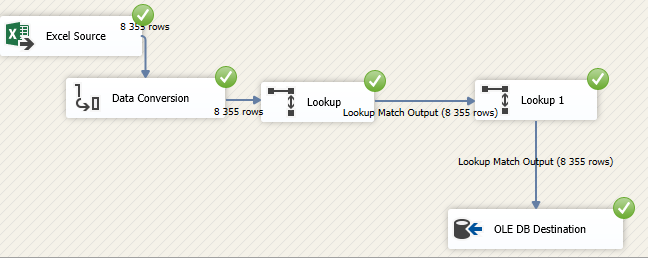 8 355 rows
Excel Source
Data Conversion
8 355 rows
Lookup
Lookup Match Output (8 355 rows)
Lookup 1
Lookup Match Output (8 355 rows)
OLE DB Destination